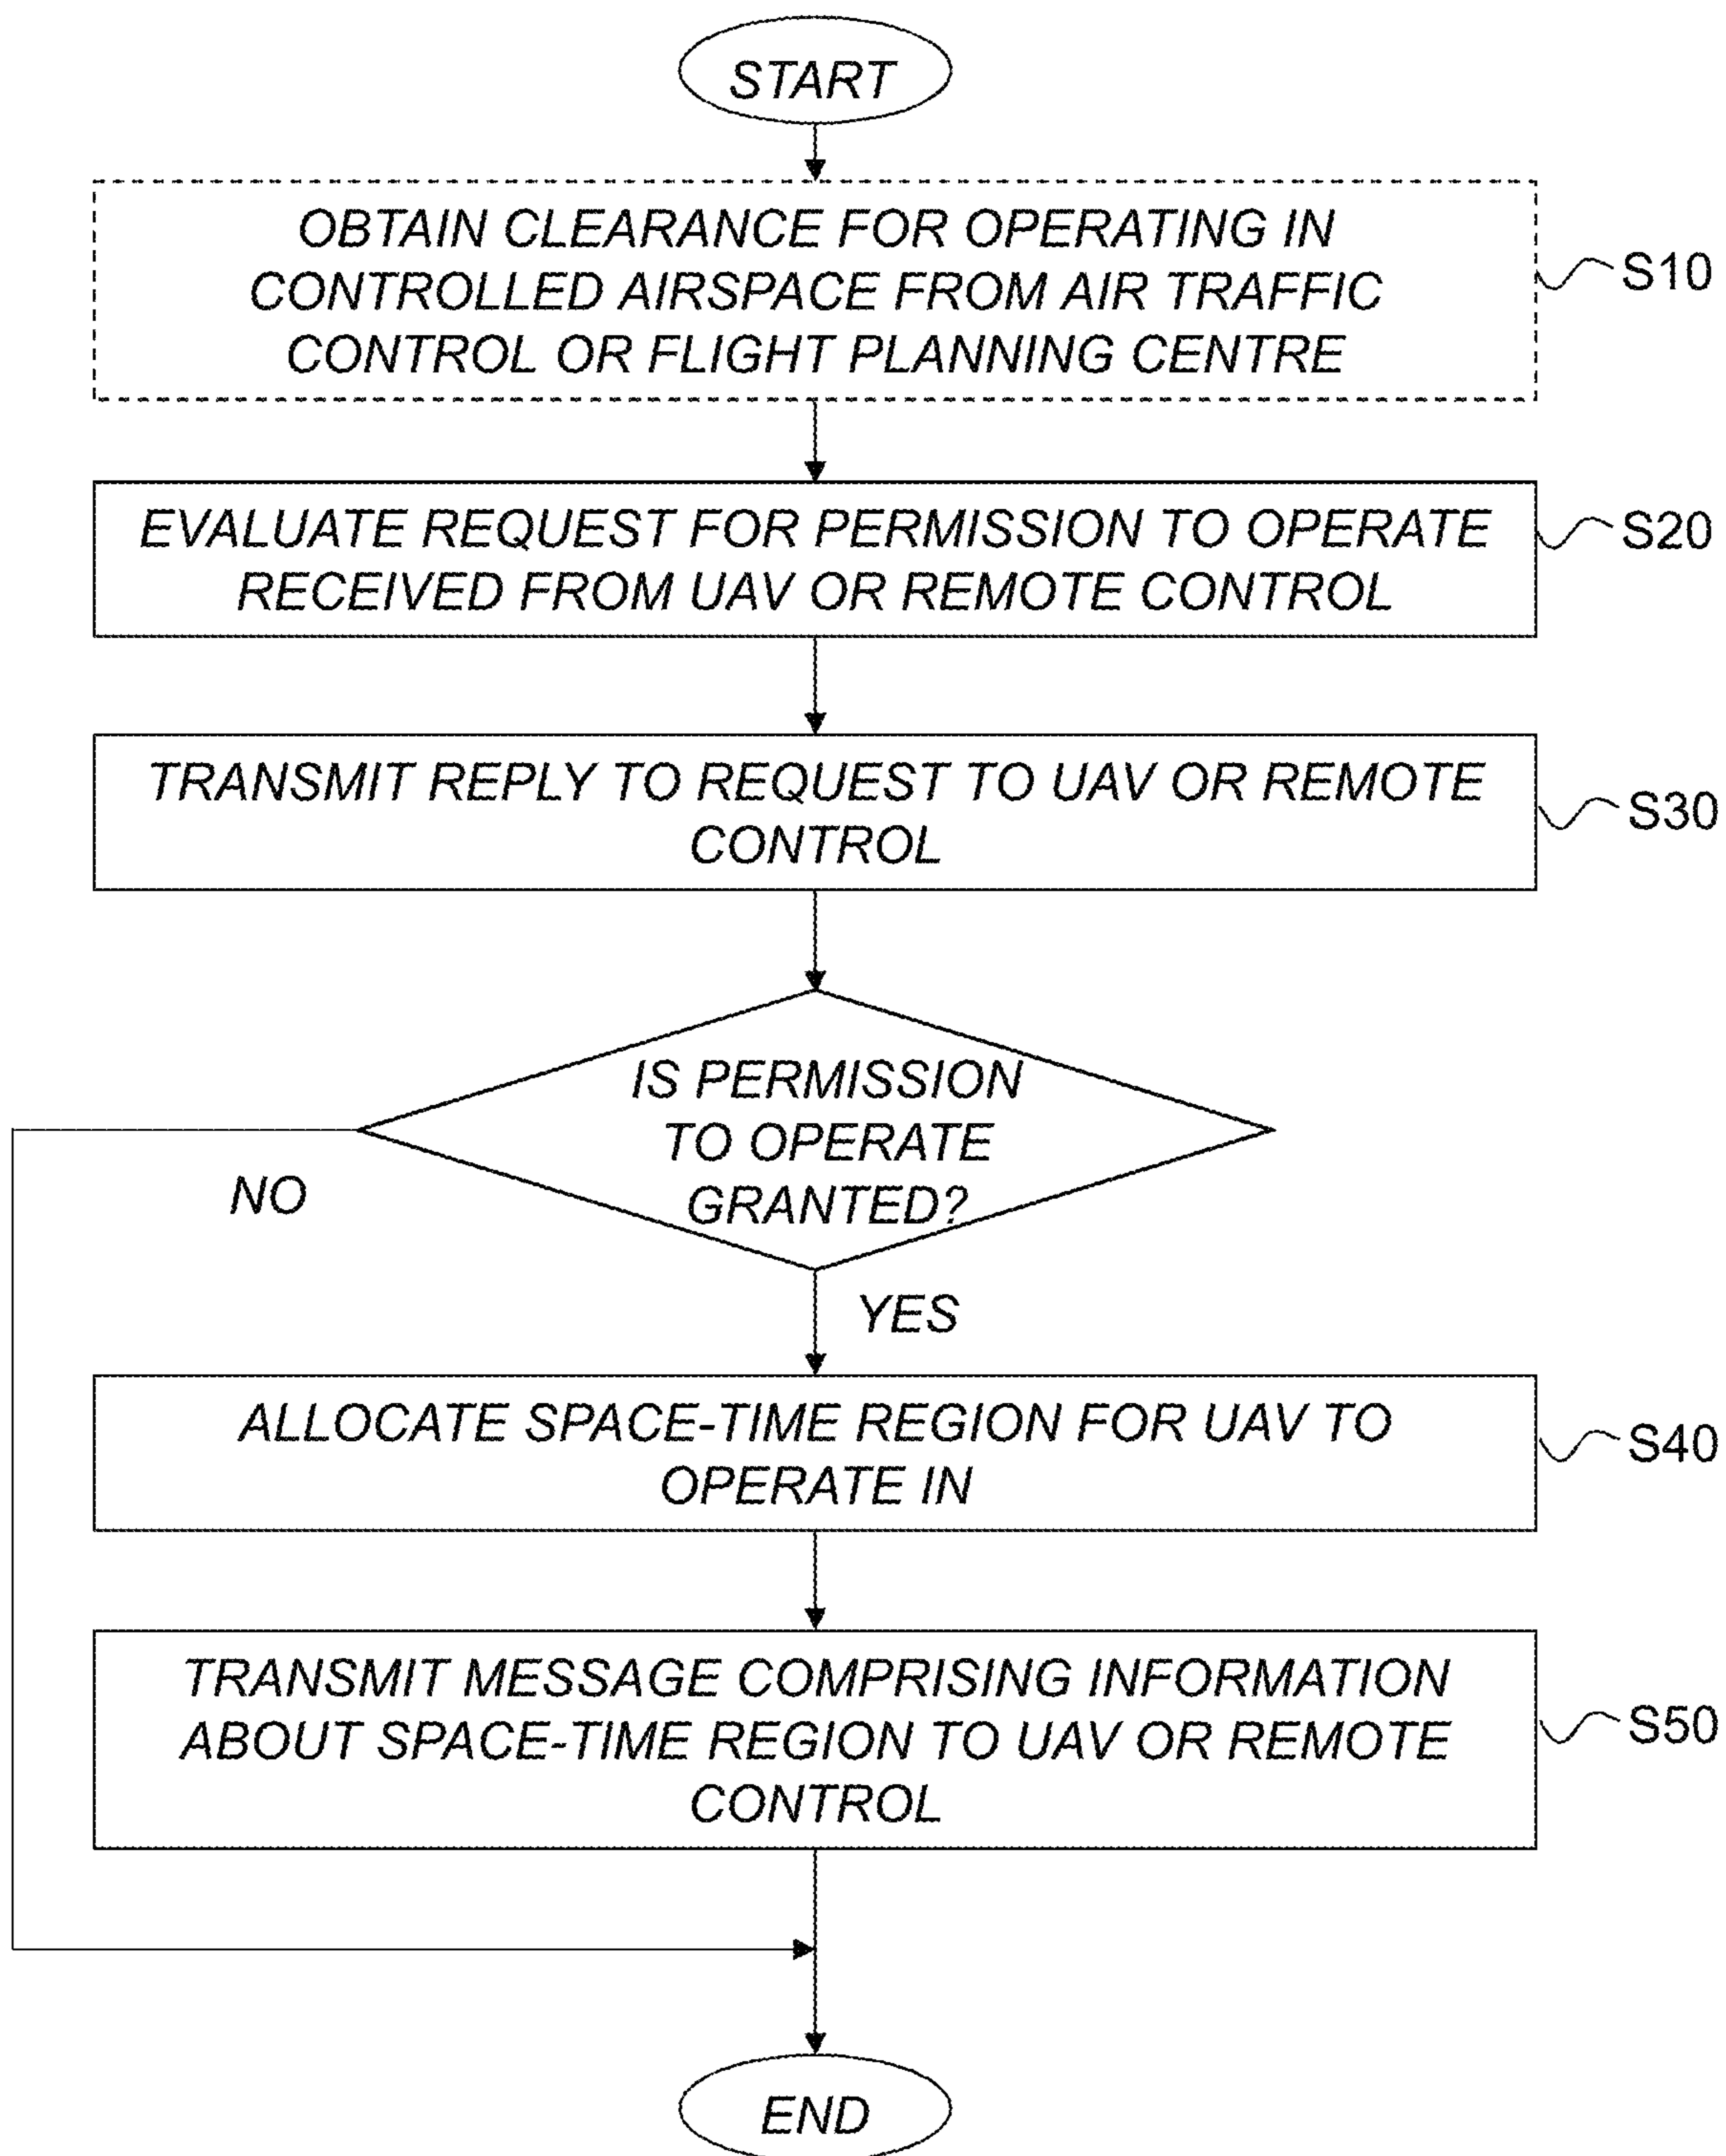 START
OBTAIN CLEARANCE FOR OPERATING IN
CONTROLLED AIRSPACE FROM AIR TRAFFIC
CONTROL OR FLIGHT PLANNING CENTRE
S10
EVALUATE REQUEST FOR PERMISSION TO OPERATE
RECEIVED FROM UAV OR REMOTE CONTROL
S20
TRANSMIT REPLY TO REQUEST TO UAV OR REMOTE
CONTROL
S30
IS PERMISSION
TO OPERATE
GRANTED?
NO
YES
ALLOCATE SPACE-TIME REGION FOR UAV TO
OPERATE IN
S40
TRANSMIT MESSAGE COMPRISING INFORMATION
ABOUT SPACE-TIME REGION TO UAV OR REMOTE
CONTROL
S50
END